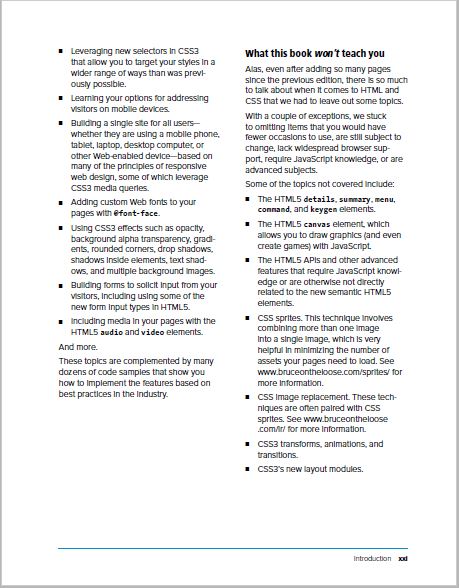 ■ Leveraging new selectors in CSS3
that allow you to target your styles in a
wider range of ways than was previ-
ously possible.
■ Learning your options for addressing
visitors on mobile devices.
■ Building a single site for all users—
whether they are using a mobile phone,
tablet, laptop, desktop computer, or
other Web-enabled device—based on
many of the principles of responsive
web design, some of which leverage
CSS3 media queries.
■ Adding custom Web fonts to your
pages with @font-face.
■ Using CSS3 effects such as opacity,
background alpha transparency, gradi-
ents, rounded corners, drop shadows,
shadows inside elements, text shad-
ows, and multiple background images.
■ Building forms to solicit input from your
visitors, including using some of the
new form input types in HTML5.
■ Including media in your pages with the
HTML5 audio and video elements.
And more.
These topics are complemented by many
dozens of code samples that show you
how to implement the features based on
best practices in the industry.
What this book won't teach you
Alas, even after adding so many pages
since the previous edition, there is so much
to talk about when it comes to HTML and
CSS that we had to leave out some topics.
With a couple of exceptions, we stuck
to omitting items that you would have
fewer occasions to use, are still subject to
change, lack widespread browser sup-
port, require JavaScript knowledge, or are
advanced subjects.
Some of the topics not covered include:
■ The HTML5 details, summary, menu,
command, and keygen elements.
■ The HTML5 canvas element, which
allows you to draw graphics (and even
create games) with JavaScript.
■ The HTML5 APIs and other advanced
features that require JavaScript knowl-
edge or are otherwise not directly
related to the new semantic HTML5
elements.
■ CSS sprites. This technique involves
combining more than one image
into a single image, which is very
helpful in minimizing the number of
assets your pages need to load. See
www.bruceontheloose.com/sprites/ for
more information.
■ CSS image replacement. These tech-
niques are often paired with CSS
sprites. See www.bruceontheloose
.com/ir/ for more information.
■ CSS3 transforms, animations, and
transitions.
■ CSS3's new layout modules.
Introduction xxi